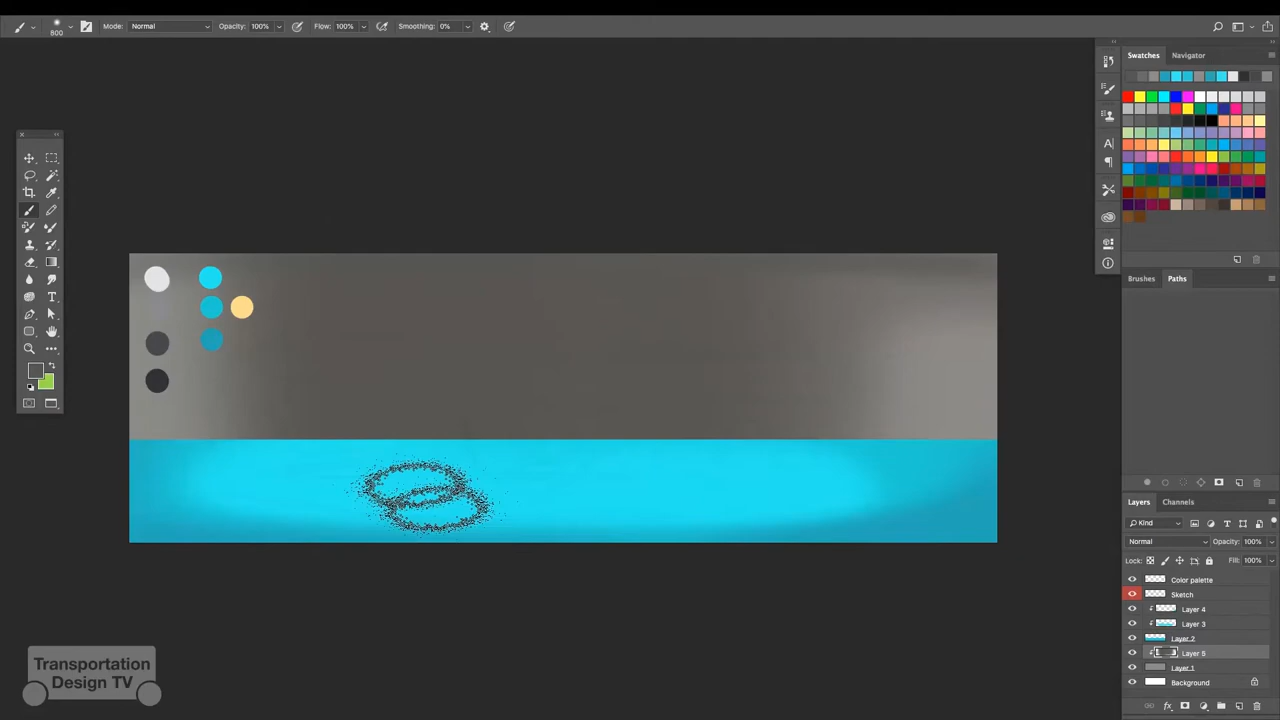 800
Mode: Normal Opacity: 100% Flow: 100% Smoothing: 0%
Swatches Navigator
Brushes Paths
Layers Channels
Kind
Normal Opacity: 100%
Lock: Fill: 100%
Color palette
Sketch
Layer 4
Layer 3
Layer 2
Layer 5
Layer 1
Background
Transportation
Design TV